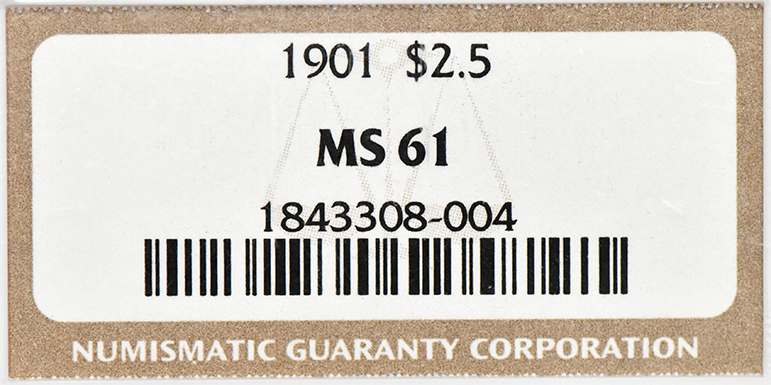 1901 $2.5
MS 61
1843308-004
NUMISMATIC GUARANTY CORPORATION